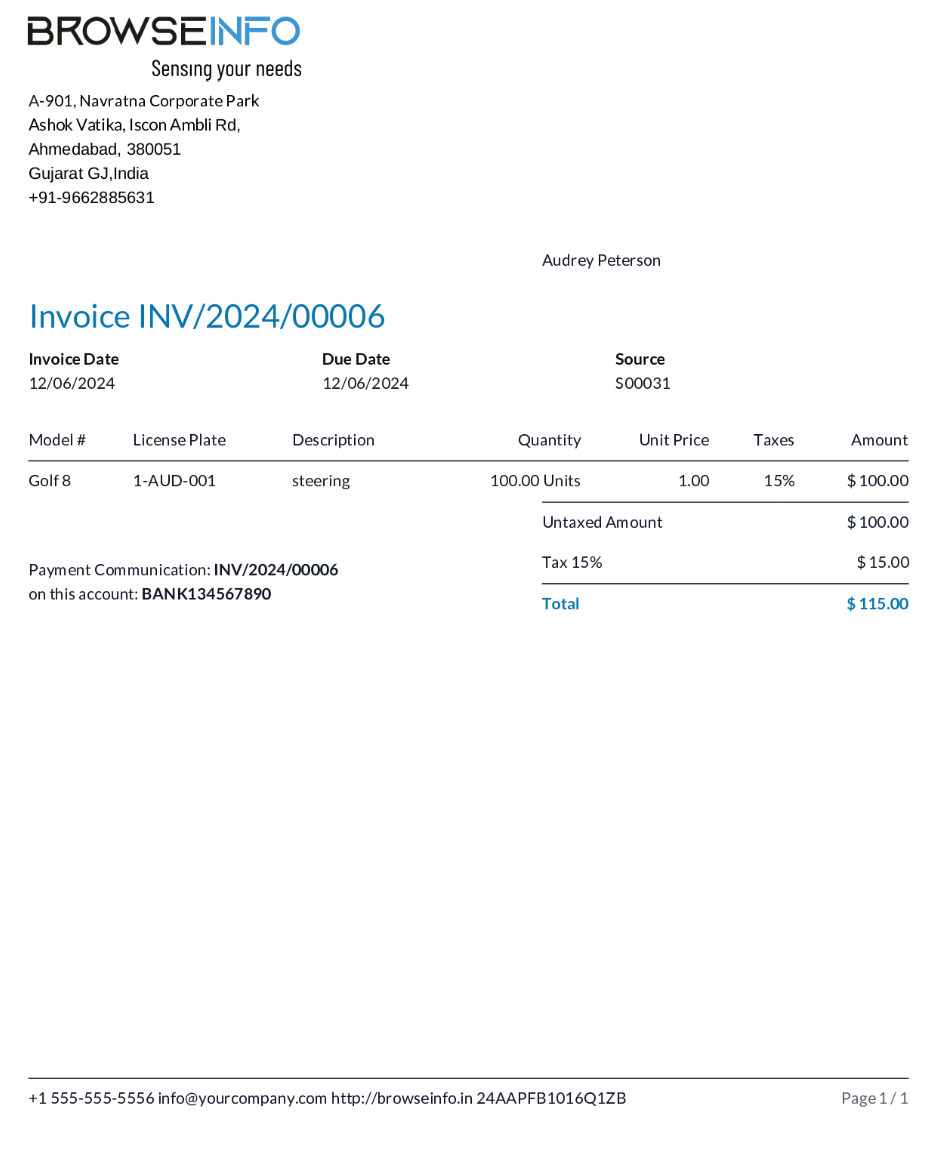 BROWSEINFO
Sensing your needs
A-901, Navratna Corporate Park
Ashok Vatika, Iscon Ambli Rd,
Ahmedabad, 380051
Gujarat GJ,India
+91-9662885631
Audrey Peterson
Invoice INV/2024/00006
Invoice Date Due Date Source
12/06/2024 12/06/2024 S00031
Model # License Plate Description Quantity Unit Price Taxes Amount
Golf 8 1-AUD-001 steering 100.00 Units 1.00 15% $ 100.00
Untaxed Amount $ 100.00
Tax 15% $ 15.00
Payment Communication: INV/2024/00006
on this account: BANK134567890
Total $ 115.00
+1 555-555-5556 info@yourcompany.com http://browseinfo.in 24AAPFB1016Q1ZB Page 1 / 1